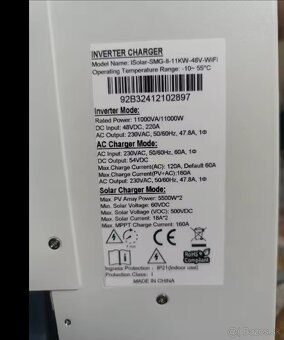 INVERTER CHARGER
Model Name: ISolar-SMG-II-11KW-48V-WiFi
Operating Temperature Range: -10~ 55°C
92B32412102897
Inverter Mode:
Rated Power: 11000VA/11000W
DC Input: 48VDC, 220A
AC Output: 230VAC, 50/60HZ, 47.8A, 1Φ
AC Charger Mode:
AC Input: 230VAC, 50/60HZ, 60A, 1Φ
DC Output: 54VDC
Max Charge Current(AC): 120A, Default 60A
Max Charge Current(PV+AC):160A
AC Output: 230VAC, 50/60HZ, 47.8A, 1Φ
Solar Charger Mode:
Max. PV Array Power: 5500W*2
Min. Solar Voltage: 60VDC
Max. Solar Voltage (VOC): 500VDC
Max. Solar Current: 18A*2
Max. MPPT Charge Current: 160A
CE
RoHS
Compliant
Ingress Protection : IP21(Indoor use)
Protection Class: I
MADE IN CHINA